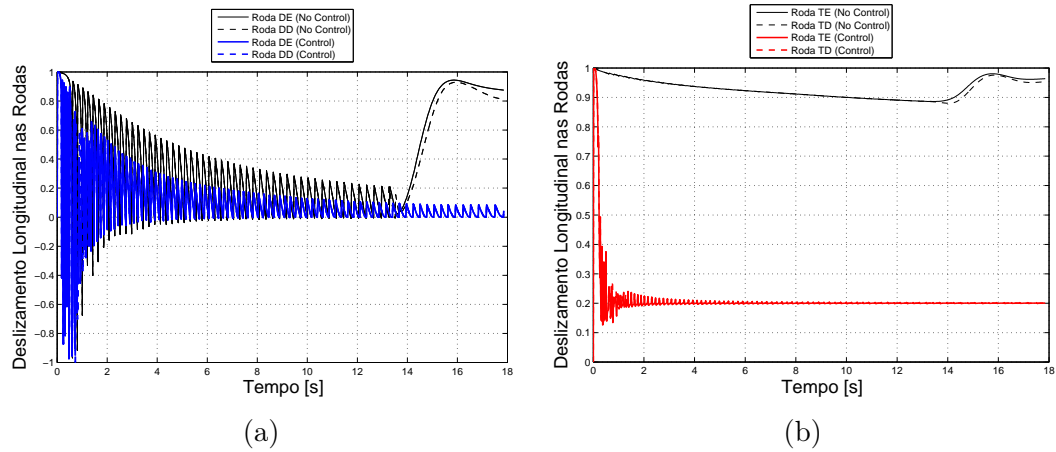 Roda DE (No Control)
Roda DD (No Control)
Roda DE (Control)
Roda DD (Control)
Deslizamento Longitudinal nas Rodas
1
0.8
0.6
0.4
0.2
0
−0.2
−0.4
−0.6
−0.8
−1
0 2 4 6 8 10 12 14 16 18
Tempo [s]
(a)
Roda TE (No Control)
Roda TD (No Control)
Roda TE (Control)
Roda TD (Control)
Deslizamento Longitudinal nas Rodas
1
0.9
0.8
0.7
0.6
0.5
0.4
0.3
0.2
0.1
0
0 2 4 6 8 10 12 14 16 18
Tempo [s]
(b)